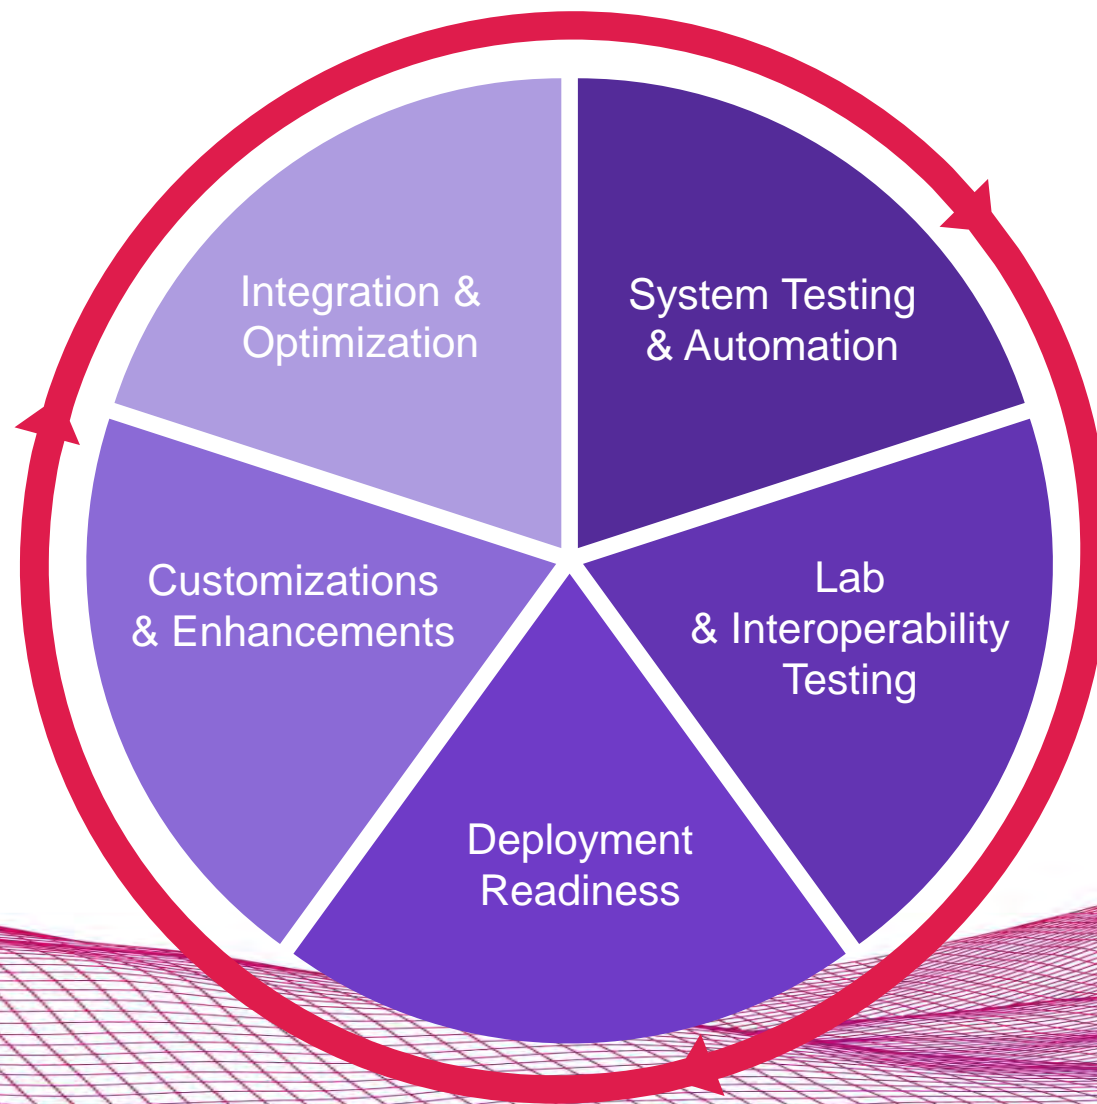 Integration &
Optimization
System Testing
& Automation
Lab
& Interoperability
Testing
Customizations
& Enhancements
Deployment
Readiness